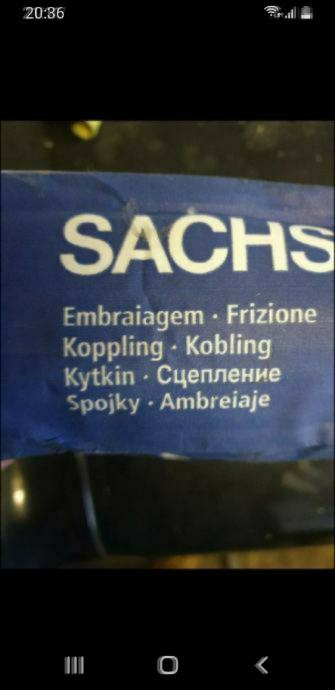 20:36
SACHS
Embraiagem · Frizione
Koppling · Kobling
Kytkin · Сцепление
Spojky · Ambreiaje